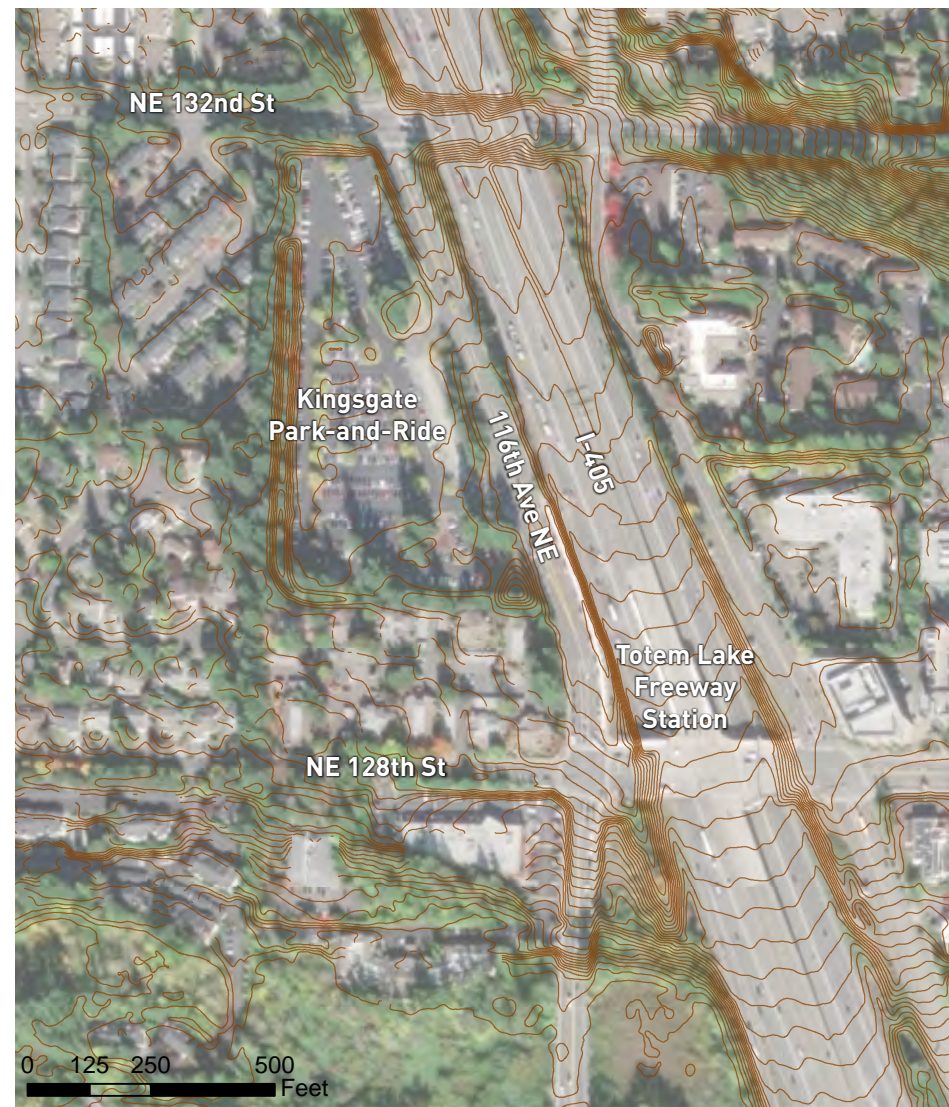 NE 132nd St
Kingsgate
Park-and-Ride
116th Ave NE
I-405
Totem Lake
Freeway
Station
NE 128th St
0 125 250 500
Feet